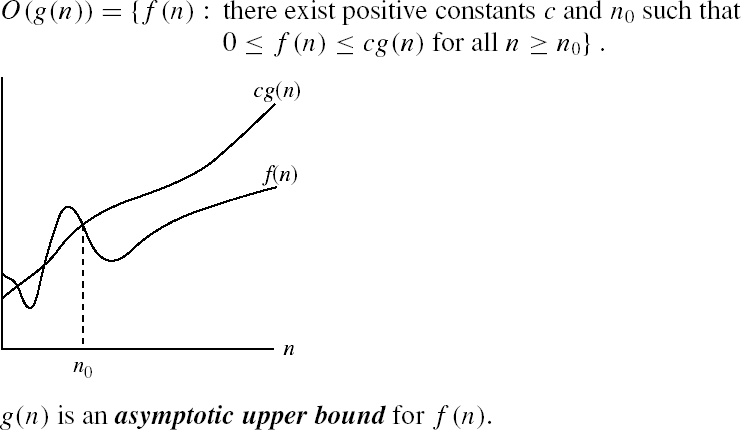 O(g(n)) = {f(n) : there exist positive constants c and n₀ such that
0 ≤ f(n) ≤ cg(n) for all n ≥ n₀} .
cg(n)
f(n)
n
n₀
g(n) is an asymptotic upper bound for f(n).